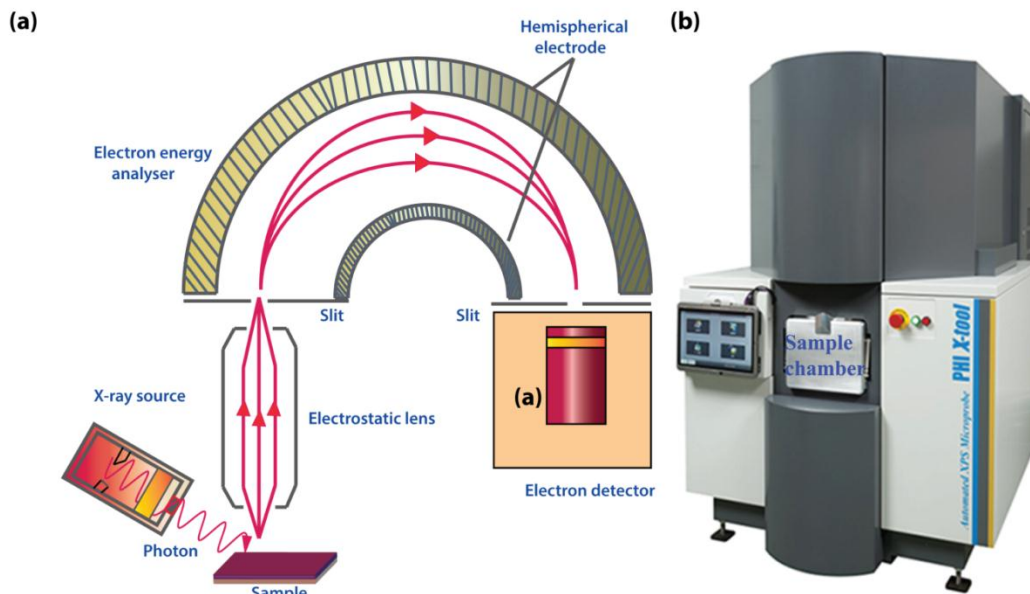 (a)
Hemispherical
electrode
Electron energy
analyser
Slit
Slit
X-ray source
Electrostatic lens
(a)
Electron detector
Photon
Sample
(b)
Sample
chamber
Automated XPS Microprobe
PHI X-tool